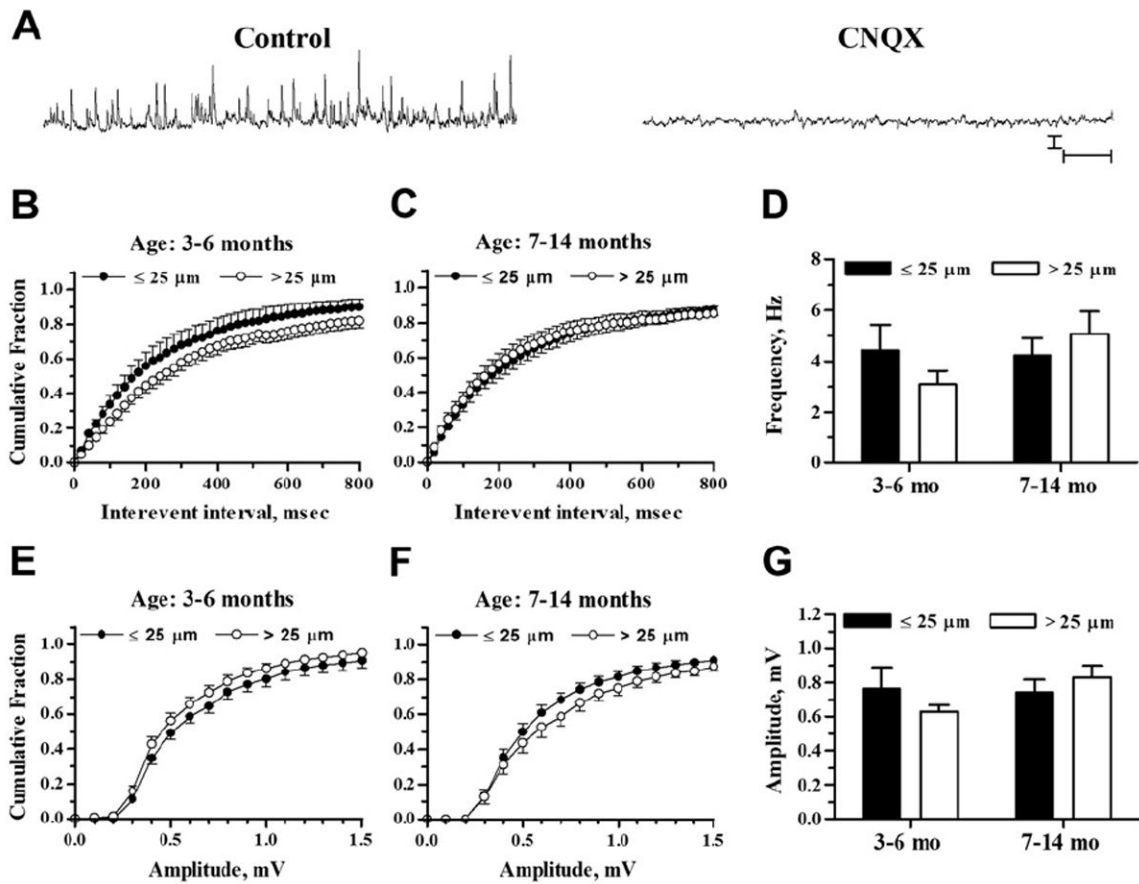 A
Control
CNQX
B
Age: 3-6 months
≤ 25 µm
> 25 µm
Cumulative Fraction
1.0
0.8
0.6
0.4
0.2
0.0
0
200
400
600
800
Interevent interval, msec
C
Age: 7-14 months
≤ 25 µm
> 25 µm
1.0
0.8
0.6
0.4
0.2
0.0
0
200
400
600
800
Interevent interval, msec
D
≤ 25 µm
> 25 µm
Frequency, Hz
8
6
4
2
0
3-6 mo
7-14 mo
E
Age: 3-6 months
≤ 25 µm
> 25 µm
Cumulative Fraction
1.0
0.8
0.6
0.4
0.2
0.0
0.0
0.5
1.0
1.5
Amplitude, mV
F
Age: 7-14 months
≤ 25 µm
> 25 µm
1.0
0.8
0.6
0.4
0.2
0.0
0.0
0.5
1.0
1.5
Amplitude, mV
G
≤ 25 µm
> 25 µm
Amplitude, mV
1.2
1.0
0.8
0.6
0.4
0.2
0.0
3-6 mo
7-14 mo